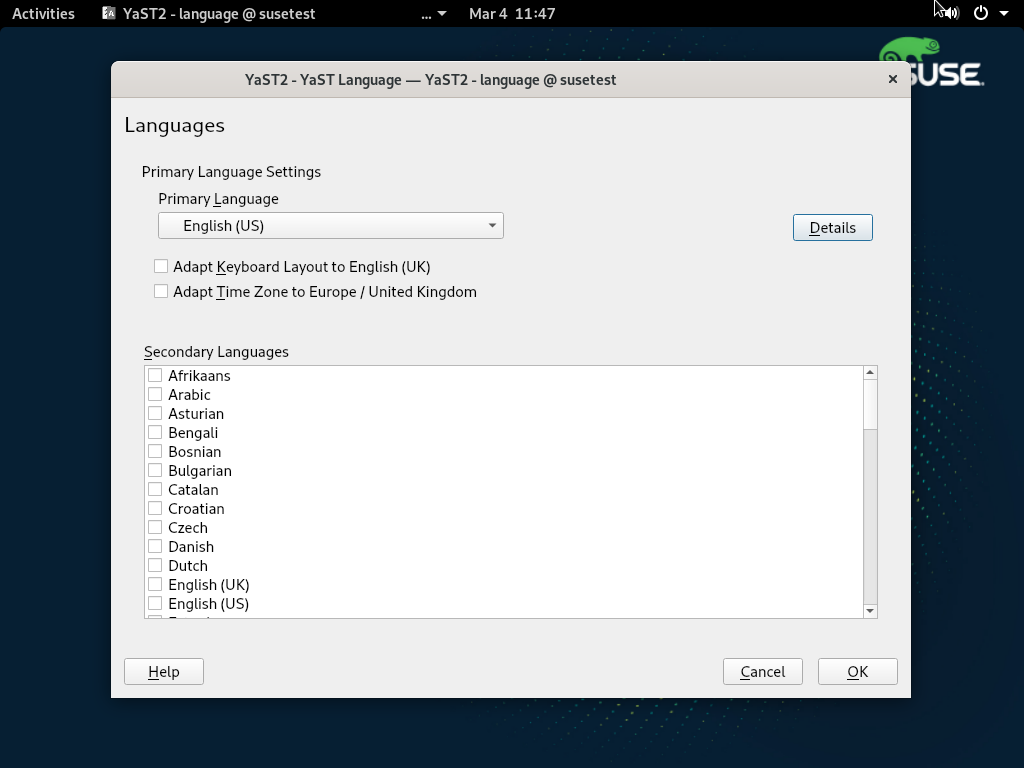 Activities
YaST2 - language @ susetest
...
Mar 4 11:47
SUSE
YaST2 - YaST Language — YaST2 - language @ susetest
Languages
Primary Language Settings
Primary Language
English (US)
Details
Adapt Keyboard Layout to English (UK)
Adapt Time Zone to Europe / United Kingdom
Secondary Languages
Afrikaans
Arabic
Asturian
Bengali
Bosnian
Bulgarian
Catalan
Croatian
Czech
Danish
Dutch
English (UK)
English (US)
Help
Cancel
OK